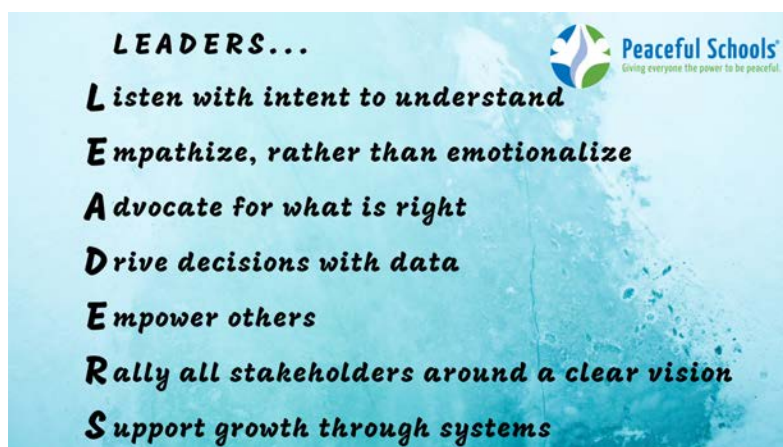 LEADERS...
Peaceful Schools®
Giving everyone the power to be peaceful.
Listen with intent to understand
Empathize, rather than emotionalize
Advocate for what is right
Drive decisions with data
Empower others
Rally all stakeholders around a clear vision
Support growth through systems